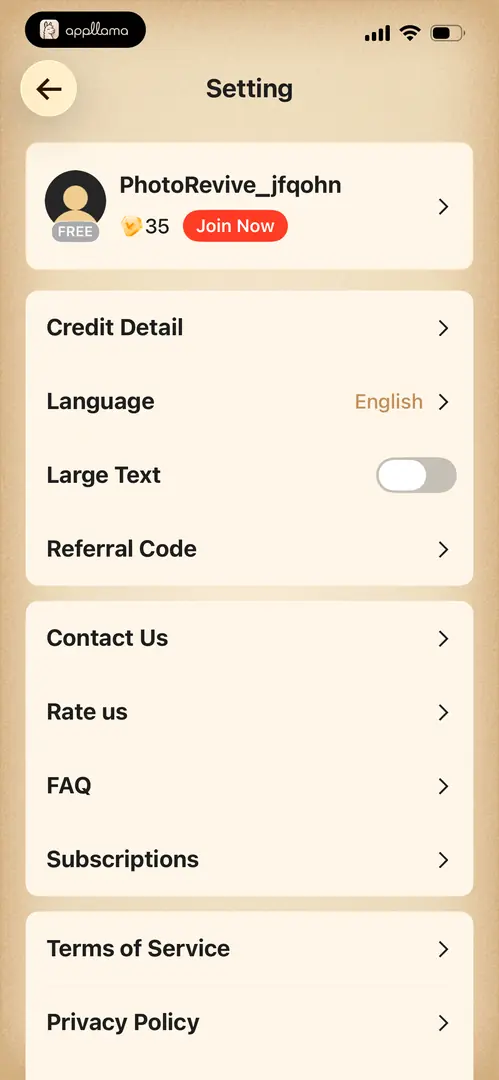 appllama
Setting
PhotoRevive_jfqohn
FREE
35
Join Now
Credit Detail
Language
English
Large Text
Referral Code
Contact Us
Rate us
FAQ
Subscriptions
Terms of Service
Privacy Policy